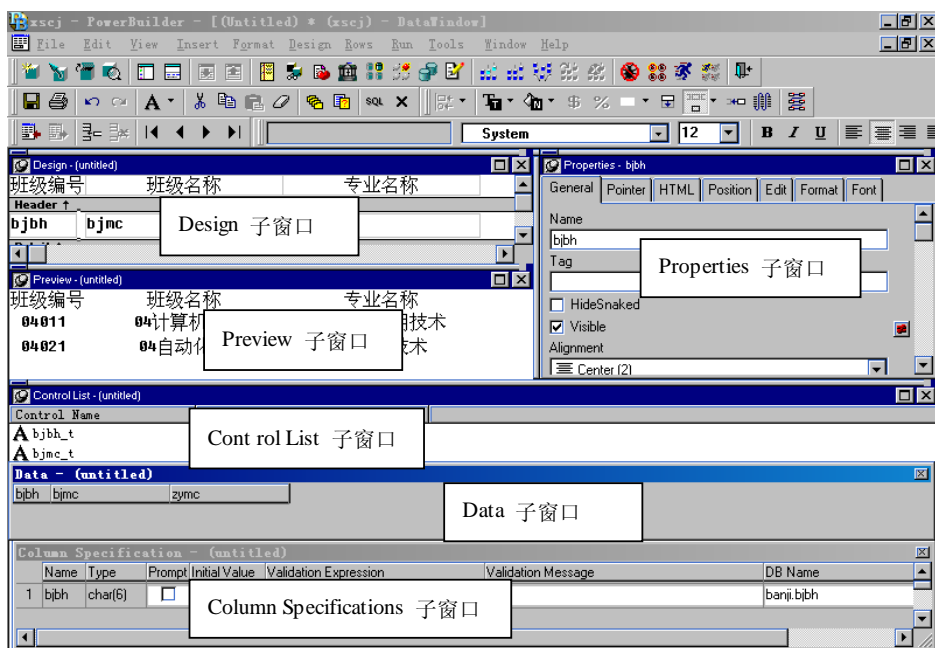 xscj - PowerBuilder - [(Untitled) * (xscj) - DataWindow]
File Edit View Insert Format Design Rows Run Tools Window Help
SQL
System 12 B I U
Design - (untitled)
班级编号 班级名称 专业名称
Header ↑
bjbh bjmc
Design 子窗口
Preview - (untitled)
班级编号 班级名称 专业名称
04011 04计算机 用技术
04021 04自动化 技术
Preview 子窗口
Properties - bjbh
General Pointer HTML Position Edit Format Font
Name
bjbh
Tag
Properties 子窗口
HideSnaked
Visible
Alignment
Center (2)
Control List - (untitled)
Control Name
A bjbh_t
A bjmc_t
Cont rol List 子窗口
Data - (untitled)
bjbh bjmc zymc
Data 子窗口
Column Specification - (untitled)
Name Type Prompt Initial Value Validation Expression Validation Message DB Name
1 bjbh char(6) banji.bjbh
Column Specifications 子窗口